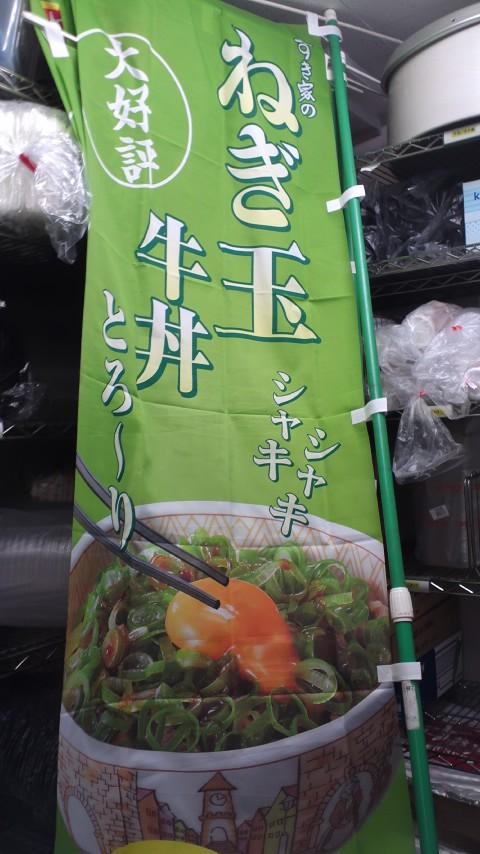 すき家の
ねぎ玉
牛丼
シャキ
シャキ
とろ〜り
大好評